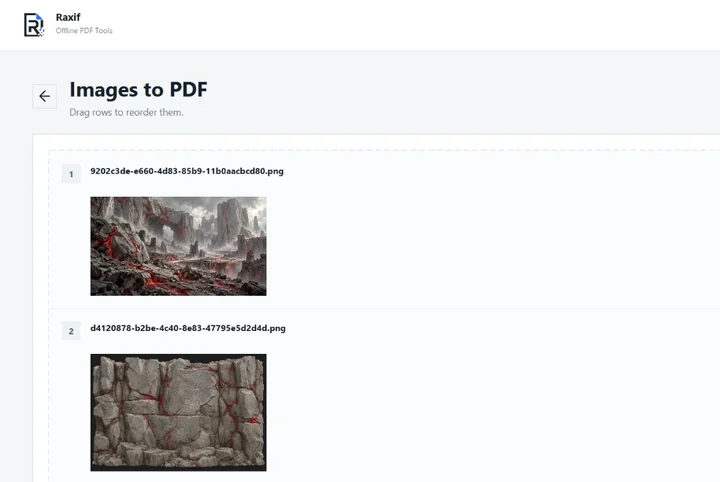 Raxif
Offline PDF Tools
Images to PDF
Drag rows to reorder them.
1
9202c3de-e660-4d83-85b9-11b0aacbcd80.png
2
d4120878-b2be-4c40-8e83-47795e5d2d4d.png